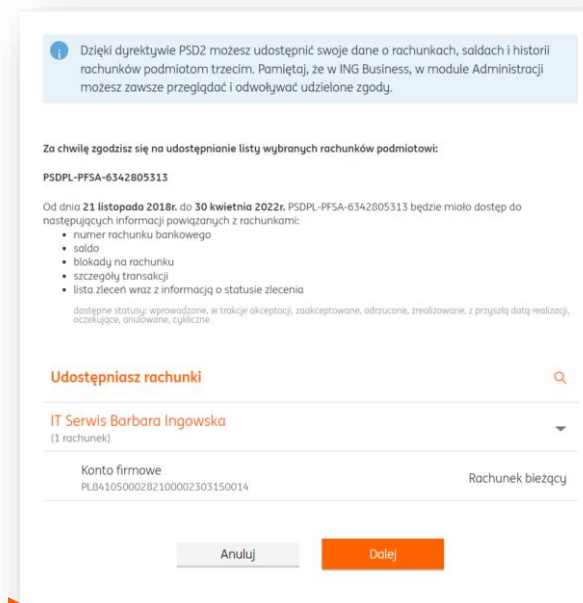 Dzięki dyrektywie PSD2 możesz udostępnić swoje dane o rachunkach, saldach i historii
rachunków podmiotom trzecim. Pamiętaj, że w ING Business, w module Administracji
możesz zawsze przeglądać i odwoływać udzielone zgody.
Za chwilę zgodzisz się na udostępnianie listy wybranych rachunków podmiotowi:
PSDPL-PFSA-6342805313
Od dnia 21 listopada 2018r. do 30 kwietnia 2022r. PSDPL-PFSA-6342805313 będzie miało dostęp do
następujących informacji powiązanych z rachunkami:
• numer rachunku bankowego
• saldo
• blokady na rachunku
• szczegóły transakcji
• lista zleceń wraz z informacją o statusie zlecenia
dostępne statusy: wprowadzone, w trakcje akceptacji, zaakceptowane, odrzucone, zrealizowane, z przyszłą datą realizacji,
oczekujące, anulowane, cykliczne
Udostępniasz rachunki
IT Serwis Barbara Ingowska
(1 rachunek)
Konto firmowe
PL84105000282100002303150014
Rachunek bieżący
Anuluj
Dalej